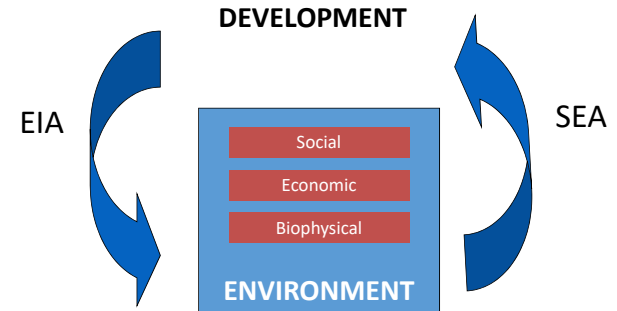 DEVELOPMENT
EIA
SEA
Social
Economic
Biophysical
ENVIRONMENT